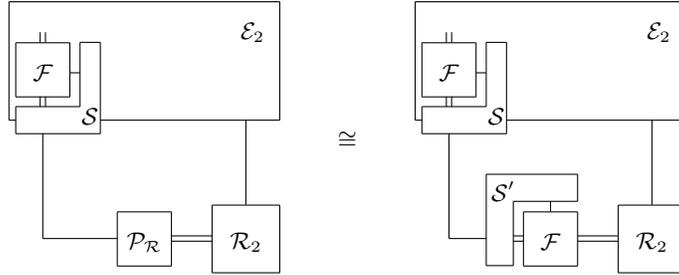 ℰ₂ ℰ₂
ℱ ℱ
𝒮 𝒮
≅
𝒮′
𝒫_ℛ ℛ₂ ℱ ℛ₂